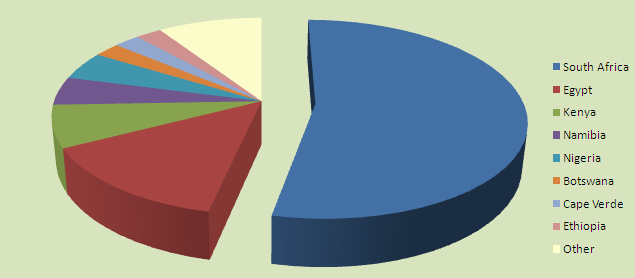 South Africa
Egypt
Kenya
Namibia
Nigeria
Botswana
Cape Verde
Ethiopia
Other